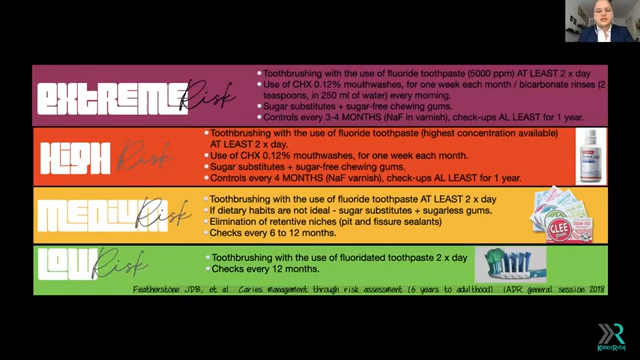 EXTREME Risk
Toothbrushing with the use of fluoride toothpaste (5000 ppm) AT LEAST 2 x day
Use of CHX 0.12% mouthwashes, for one week each month / bicarbonate rinses (2
teaspoons, in 250 ml of water) every morning.
Sugar substitutes + sugar-free chewing gums.
Controls every 3-4 MONTHS (NaF in varnish), check-ups AL LEAST for 1 year.
HIGH Risk
Toothbrushing with the use of fluoride toothpaste (highest concentration available)
AT LEAST 2 x day.
Use of CHX 0.12% mouthwashes, for one week each month.
Sugar substitutes + sugar-free chewing gums.
Controls every 4 MONTHS (NaF varnish), check-ups AL LEAST for 1 year.
MEDIUM Risk
Toothbrushing with the use of fluoride toothpaste AT LEAST 2 x day
If dietary habits are not ideal - sugar substitutes + sugarless gums.
Elimination of retentive niches (pit and fissure sealants)
Checks every 6 to 12 months.
GLEE
LOW Risk
Toothbrushing with the use of fluoridated toothpaste 2 x day
Checks every 12 months.
Featherstone JDB, et al. Caries management through risk assessment (6 years to adulthood). IADR general session 2018